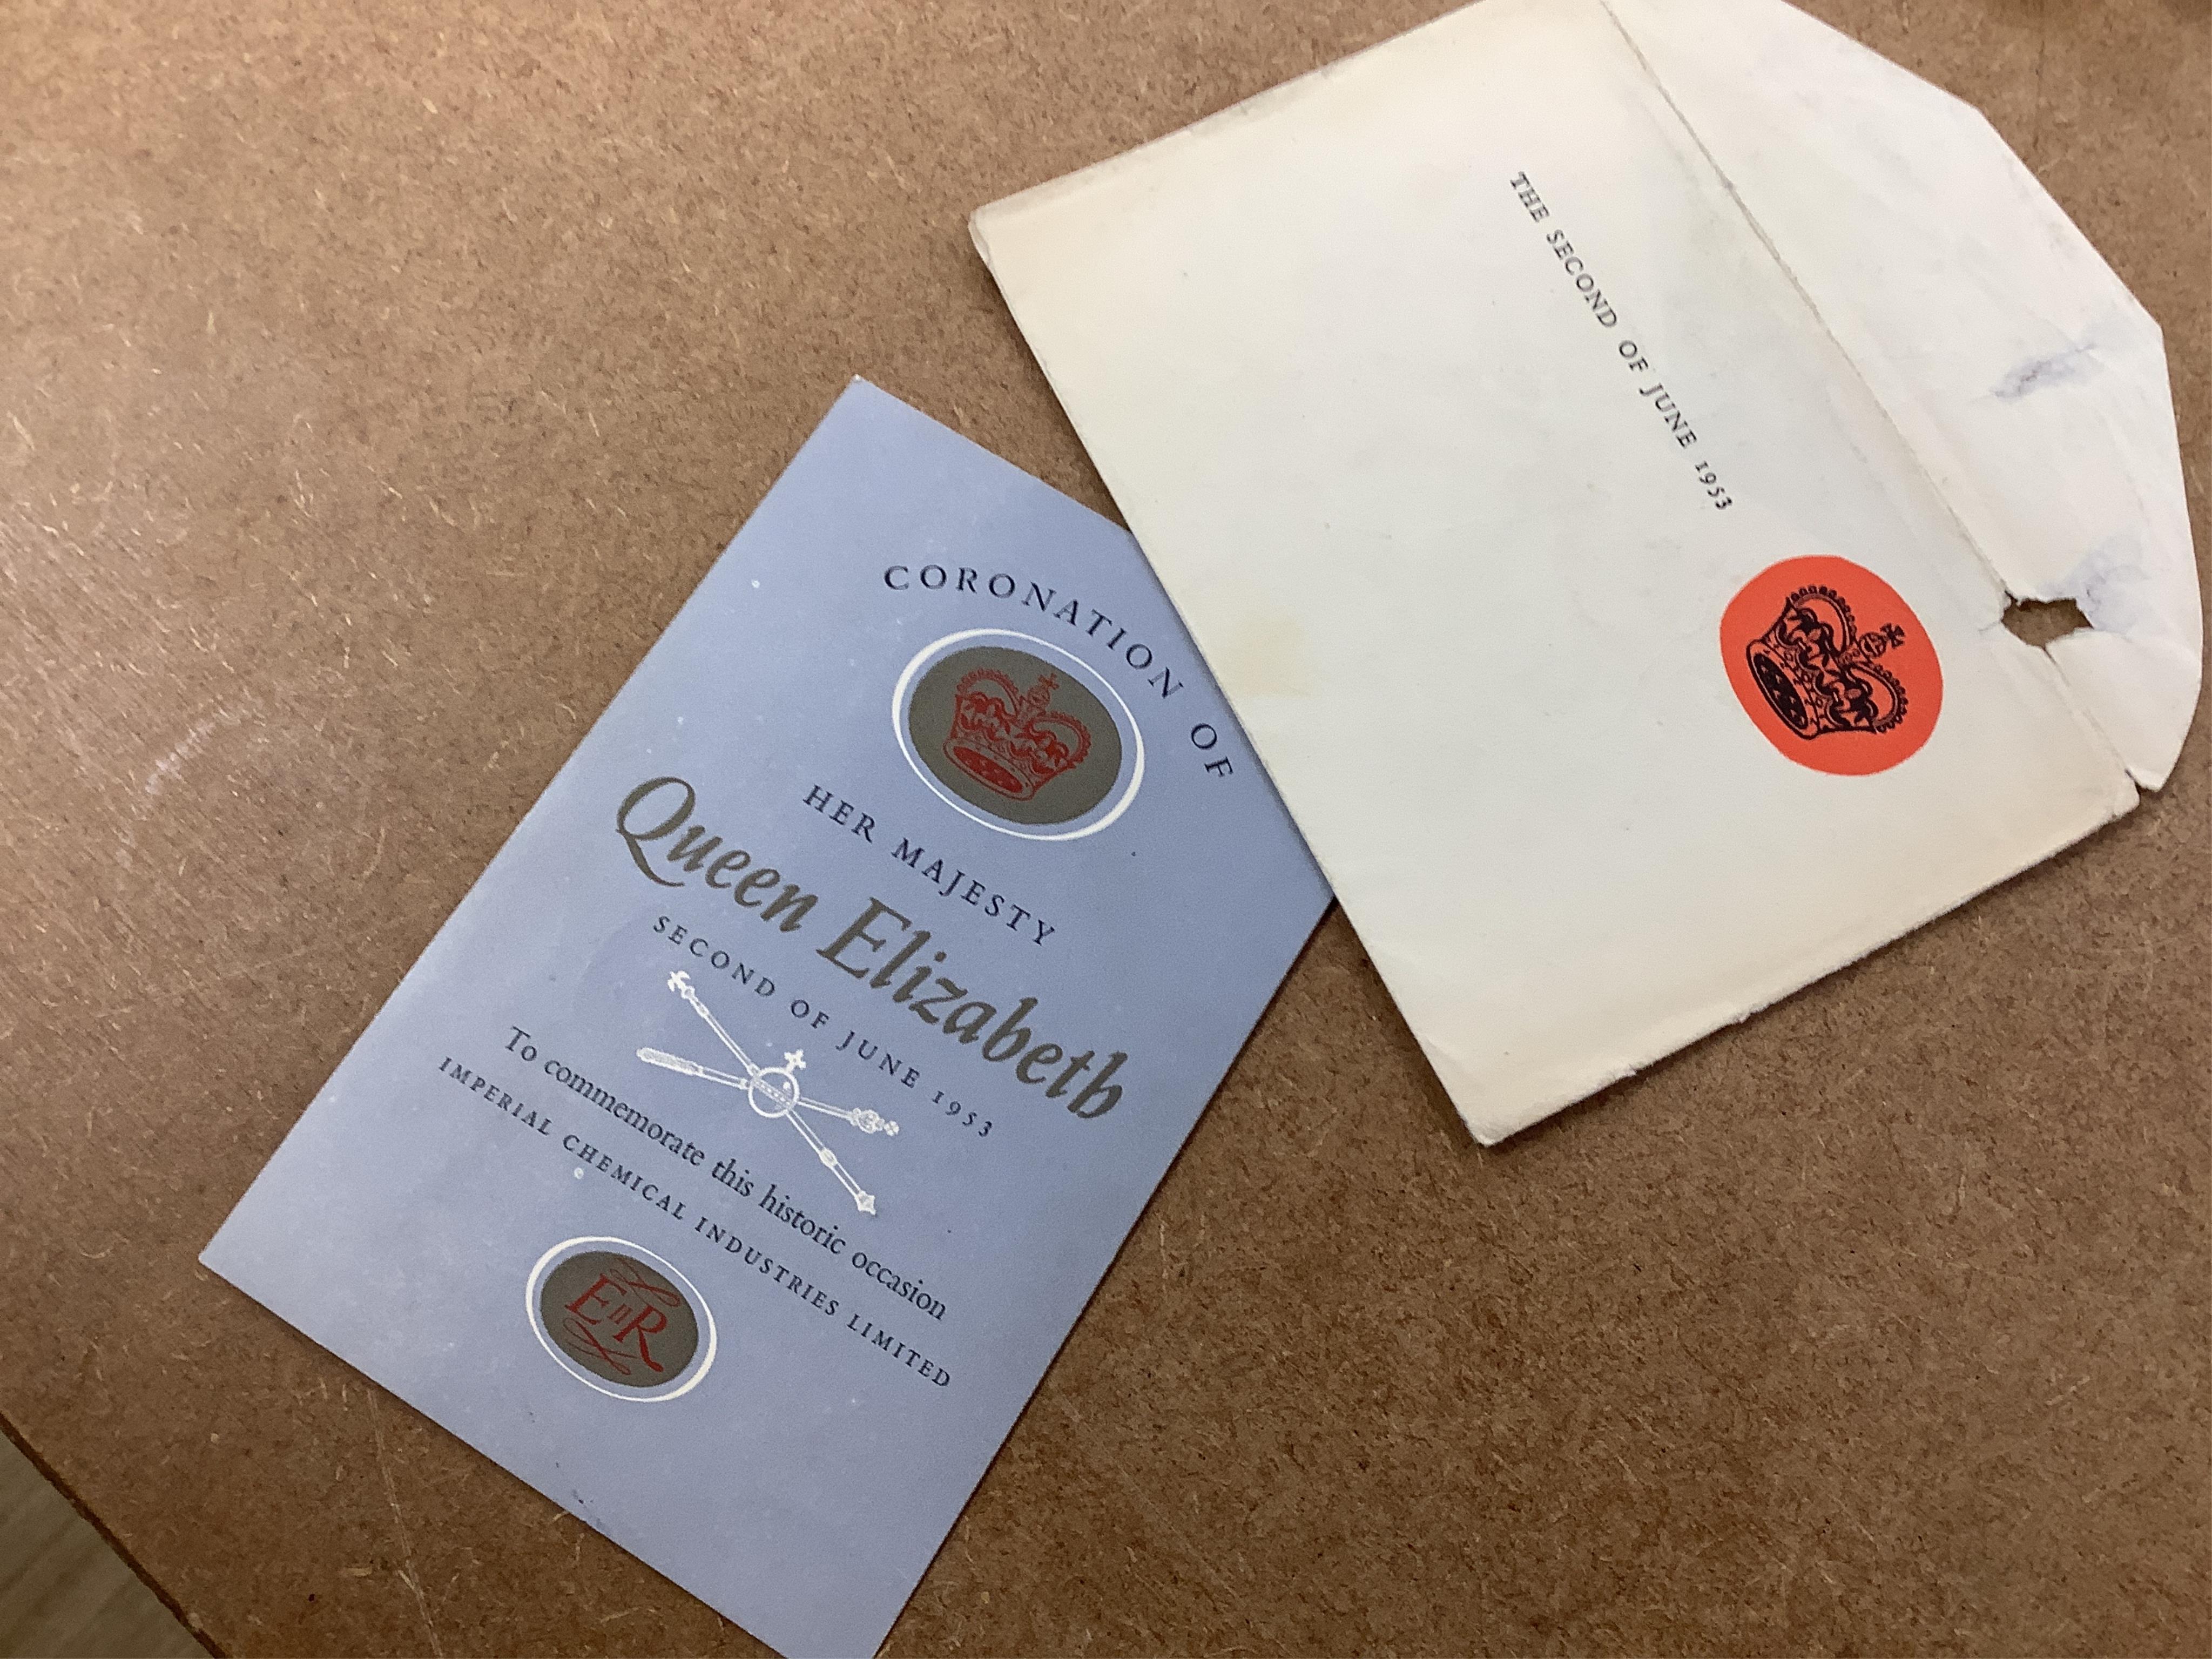 CORONATION OF
HER MAJESTY
Queen Elizabeth
SECOND OF JUNE 1953
To commemorate this historic occasion
IMPERIAL CHEMICAL INDUSTRIES LIMITED
EIIR
THE SECOND OF JUNE 1953